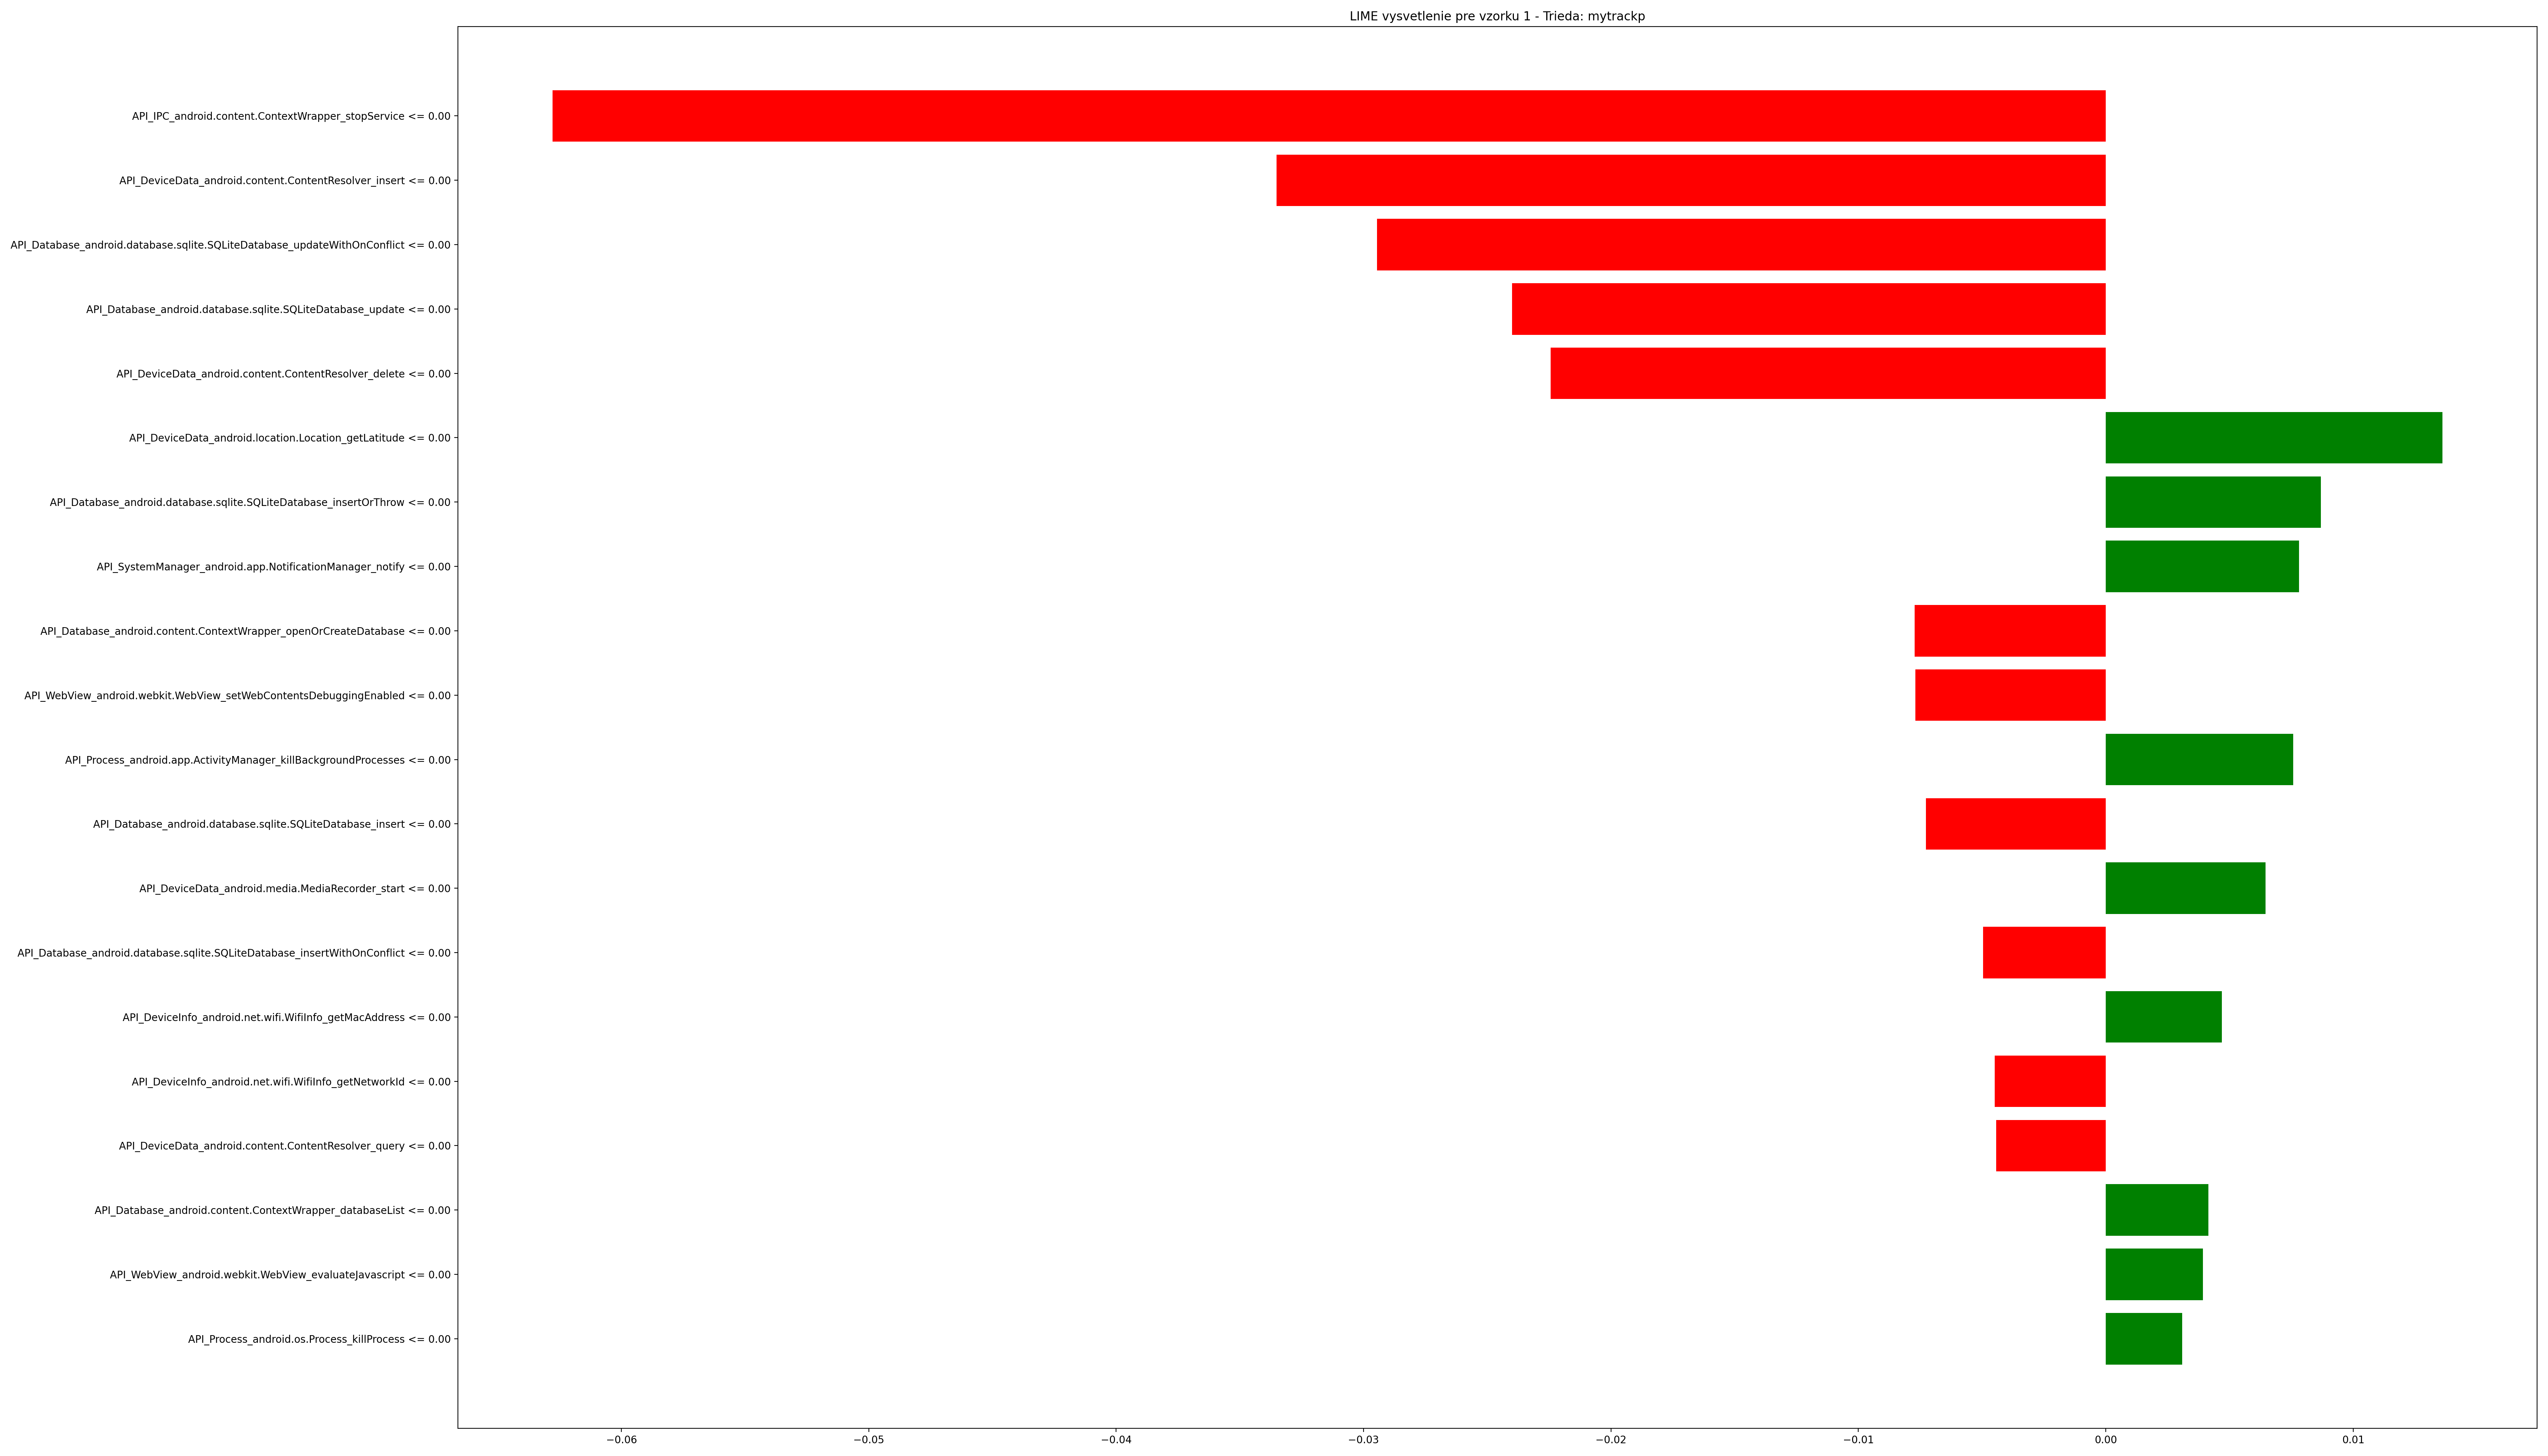 LIME vysvetlenie pre vzorku 1 - Trieda: mytrackp
API_IPC_android.content.ContextWrapper_stopService <= 0.00
API_DeviceData_android.content.ContentResolver_insert <= 0.00
API_Database_android.database.sqlite.SQLiteDatabase_updateWithOnConflict <= 0.00
API_Database_android.database.sqlite.SQLiteDatabase_update <= 0.00
API_DeviceData_android.content.ContentResolver_delete <= 0.00
API_DeviceData_android.location.Location_getLatitude <= 0.00
API_Database_android.database.sqlite.SQLiteDatabase_insertOrThrow <= 0.00
API_SystemManager_android.app.NotificationManager_notify <= 0.00
API_Database_android.content.ContextWrapper_openOrCreateDatabase <= 0.00
API_WebView_android.webkit.WebView_setWebContentsDebuggingEnabled <= 0.00
API_Process_android.app.ActivityManager_killBackgroundProcesses <= 0.00
API_Database_android.database.sqlite.SQLiteDatabase_insert <= 0.00
API_DeviceData_android.media.MediaRecorder_start <= 0.00
API_Database_android.database.sqlite.SQLiteDatabase_insertWithOnConflict <= 0.00
API_DeviceInfo_android.net.wifi.WifiInfo_getMacAddress <= 0.00
API_DeviceInfo_android.net.wifi.WifiInfo_getNetworkId <= 0.00
API_DeviceData_android.content.ContentResolver_query <= 0.00
API_Database_android.content.ContextWrapper_databaseList <= 0.00
API_WebView_android.webkit.WebView_evaluateJavascript <= 0.00
API_Process_android.os.Process_killProcess <= 0.00
−0.06 −0.05 −0.04 −0.03 −0.02 −0.01 0.00 0.01